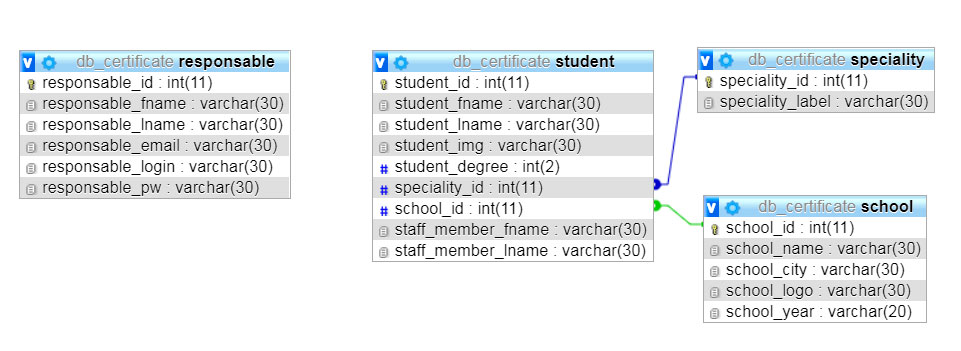 db_certificate responsable
responsable_id : int(11)
responsable_fname : varchar(30)
responsable_lname : varchar(30)
responsable_email : varchar(30)
responsable_login : varchar(30)
responsable_pw : varchar(30)
db_certificate student
student_id : int(11)
student_fname : varchar(30)
student_lname : varchar(30)
student_img : varchar(30)
student_degree : int(2)
speciality_id : int(11)
school_id : int(11)
staff_member_fname : varchar(30)
staff_member_lname : varchar(30)
db_certificate speciality
speciality_id : int(11)
speciality_label : varchar(30)
db_certificate school
school_id : int(11)
school_name : varchar(30)
school_city : varchar(30)
school_logo : varchar(30)
school_year : varchar(20)